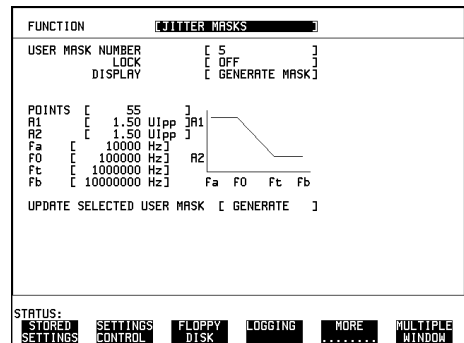 FUNCTION [JITTER MASKS ]
USER MASK NUMBER [ 5 ]
LOCK [ OFF ]
DISPLAY [ GENERATE MASK]
POINTS [ 55 ]
A1 [ 1.50 UIpp ]
A2 [ 1.50 UIpp ]
Fa [ 10000 Hz]
F0 [ 100000 Hz]
Ft [ 1000000 Hz]
Fb [ 10000000 Hz]
A1
A2
Fa F0 Ft Fb
UPDATE SELECTED USER MASK [ GENERATE ]
STATUS:
STORED SETTINGS
SETTINGS CONTROL
FLOPPY DISK
LOGGING
MORE ........
MULTIPLE WINDOW